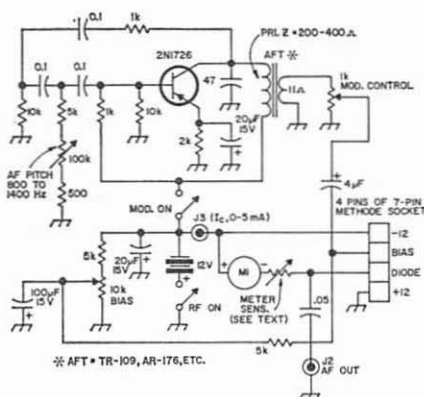 0.1
1k
2N1726
PRI. Z = 200-400Ω
AFT *
0.1
0.1
47
11Ω
1k
MOD. CONTROL
10k
5k
1k
10k
20µF
15V
2k
AF PITCH
800 TO
1400 Hz
100k
500
4µF
4 PINS OF 7-PIN
METHODE SOCKET
MOD. ON
J3 (Ic, 0-5mA)
-12
BIAS
DIODE
+12
5k
20µF
15V
12V
M1
METER
SENS.
(SEE TEXT)
.05
100µF
15V
10k
BIAS
RF ON
5k
J2
AF OUT
* AFT = TR-109, AR-176, ETC.